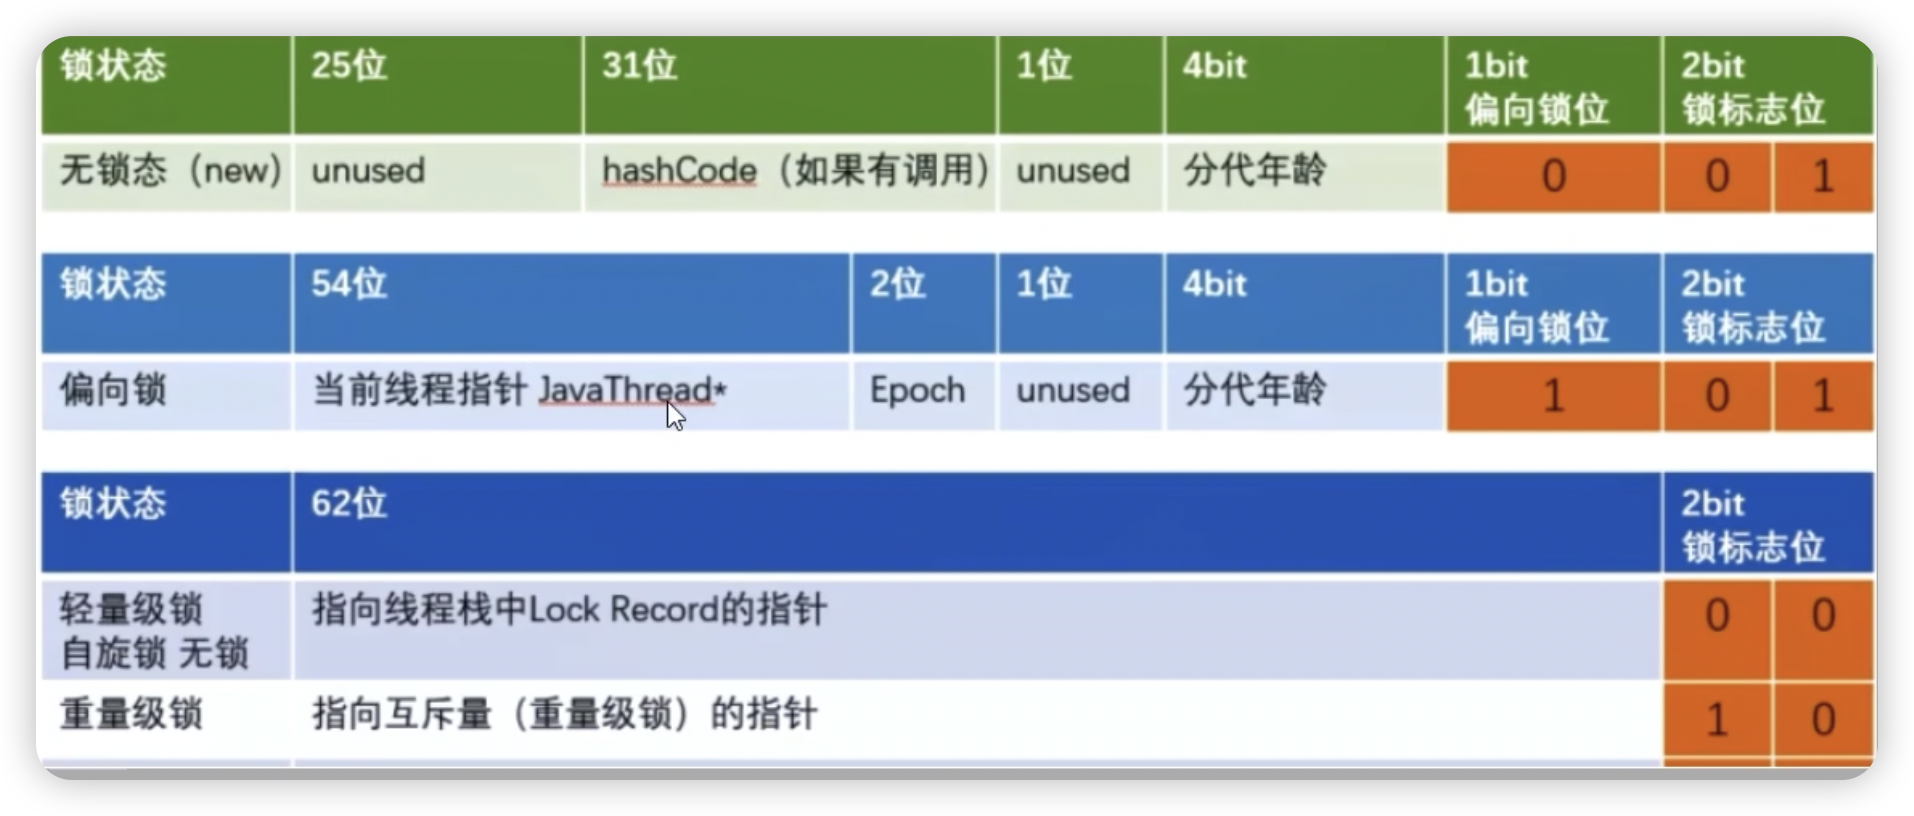 锁状态 25位 31位 1位 4bit 1bit 2bit
偏向锁位 锁标志位
无锁态（new） unused hashCode（如果有调用） unused 分代年龄 0 0 1
锁状态 54位 2位 1位 4bit 1bit 2bit
偏向锁位 锁标志位
偏向锁 当前线程指针 JavaThread* Epoch unused 分代年龄 1 0 1
锁状态 62位 2bit
锁标志位
轻量级锁 指向线程栈中Lock Record的指针 0 0
自旋锁 无锁
重量级锁 指向互斥量（重量级锁）的指针 1 0